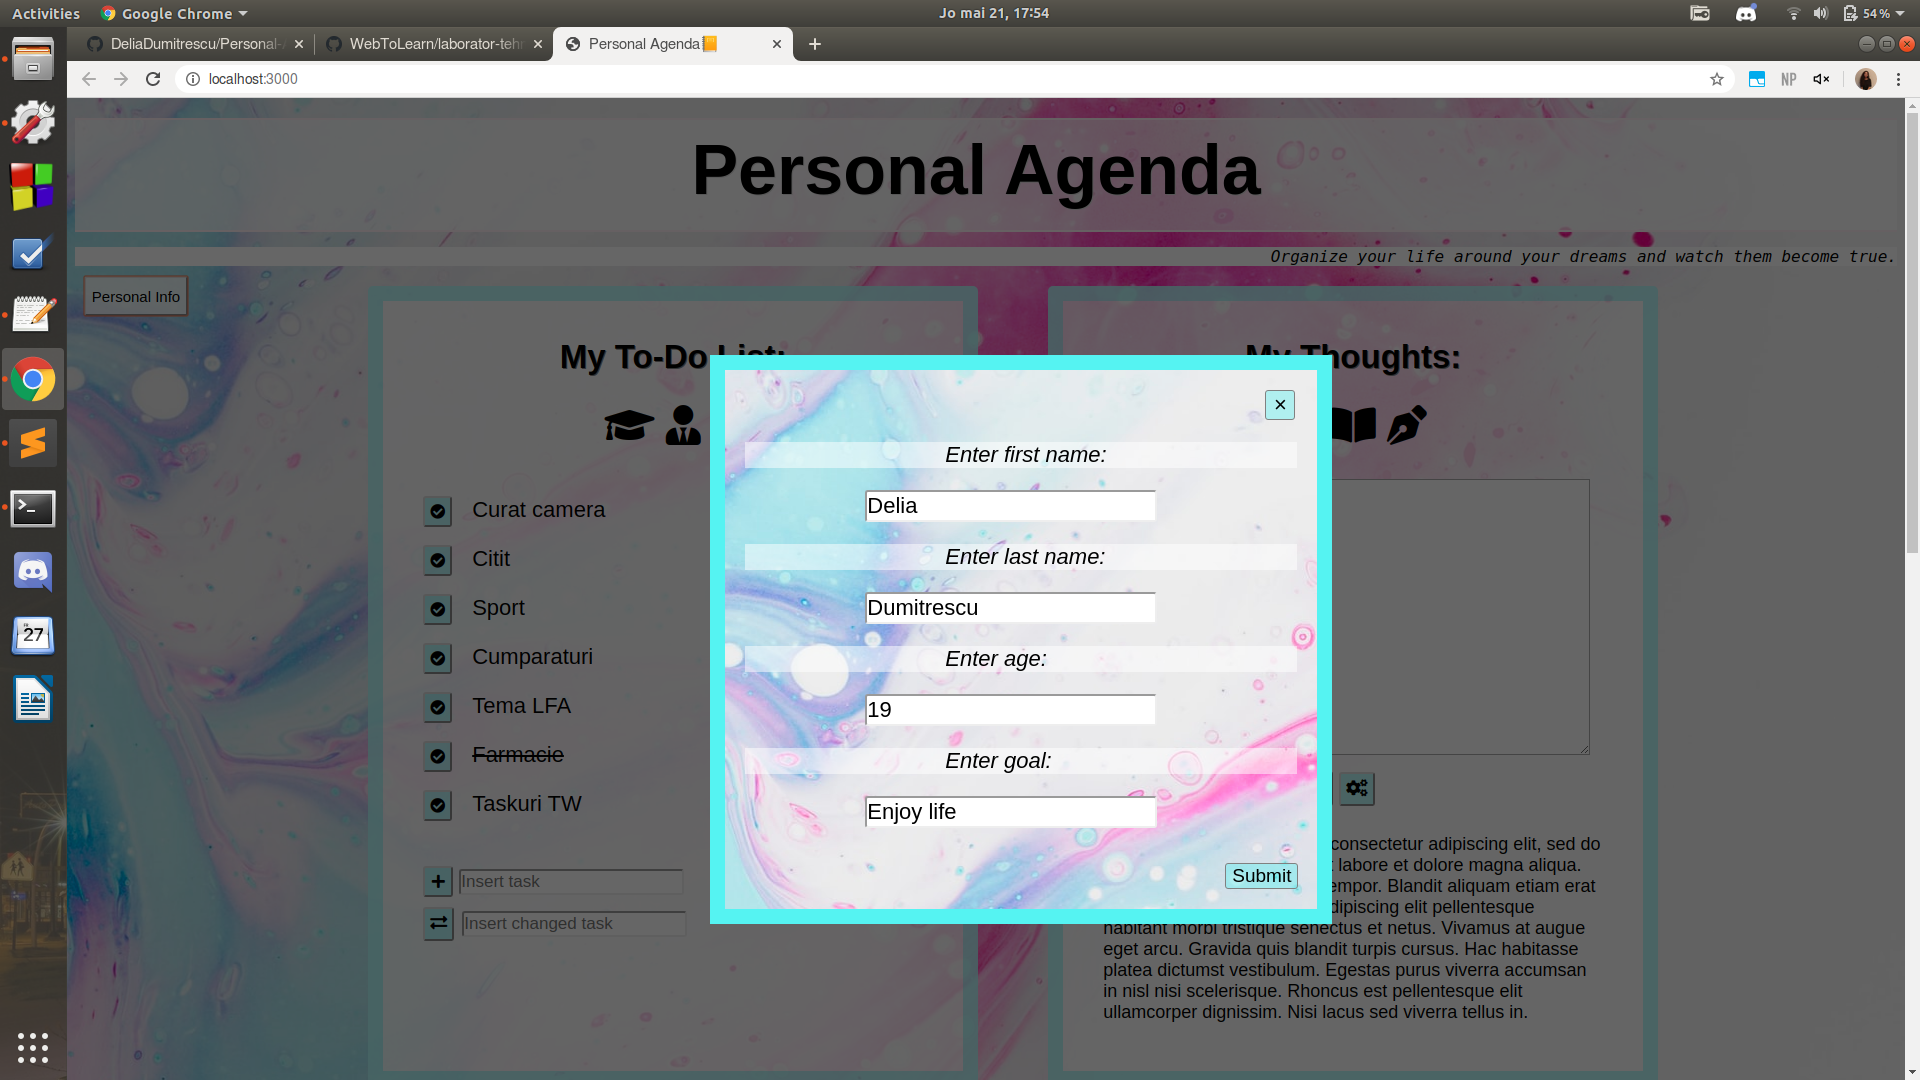 Activities
Google Chrome
Jo mai 21, 17:54
54 %
DeliaDumitrescu/Personal-
WebToLearn/laborator-teh
Personal Agenda
localhost:3000
NP
Personal Agenda
Organize your life around your dreams and watch them become true.
Personal Info
My To-Do List:
Curat camera
Citit
Sport
Cumparaturi
Tema LFA
Farmacie
Taskuri TW
Insert task
Insert changed task
Enter first name:
Delia
Enter last name:
Dumitrescu
Enter age:
19
Enter goal:
Enjoy life
Submit
My Thoughts:
consectetur adipiscing elit, sed do
labore et dolore magna aliqua.
empor. Blandit aliquam etiam erat
dipiscing elit pellentesque
habitant morbi tristique senectus et netus. Vivamus at augue
eget arcu. Gravida quis blandit turpis cursus. Hac habitasse
platea dictumst vestibulum. Egestas purus viverra accumsan
in nisl nisi scelerisque. Rhoncus est pellentesque elit
ullamcorper dignissim. Nisi lacus sed viverra tellus in.
27